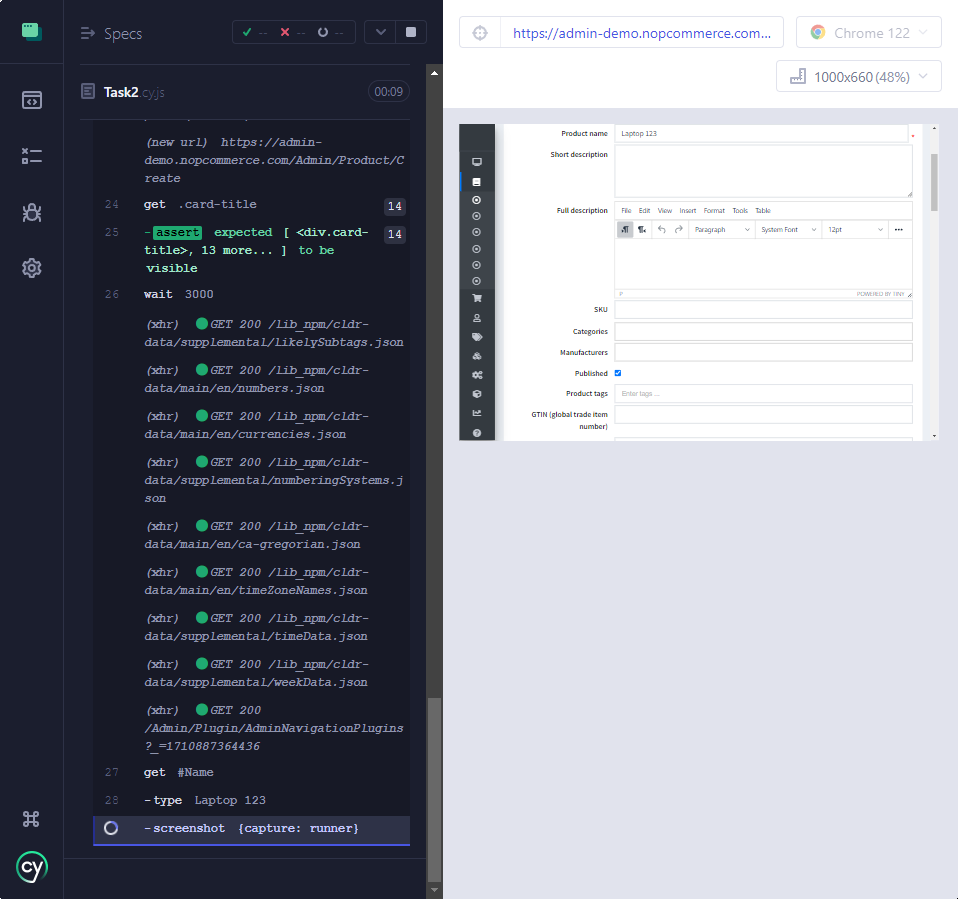 Specs
-- -- --
https://admin-demo.nopcommerce.com...
Chrome 122
1000x660 (48%)
Task2.cy.js
00:09
(new url) https://admin-
demo.nopcommerce.com/Admin/Product/C
reate
24 get .card-title 14
25 -assert expected [ <div.card-
title>, 13 more... ] to be
visible
14
26 wait 3000
(xhr) GET 200 /lib_npm/cldr-
data/supplemental/likelySubtags.json
(xhr) GET 200 /lib_npm/cldr-
data/main/en/numbers.json
(xhr) GET 200 /lib_npm/cldr-
data/main/en/currencies.json
(xhr) GET 200 /lib_npm/cldr-
data/supplemental/numberingSystems.j
son
(xhr) GET 200 /lib_npm/cldr-
data/main/en/ca-gregorian.json
(xhr) GET 200 /lib_npm/cldr-
data/main/en/timeZoneNames.json
(xhr) GET 200 /lib_npm/cldr-
data/supplemental/timeData.json
(xhr) GET 200 /lib_npm/cldr-
data/supplemental/weekData.json
(xhr) GET 200
/Admin/Plugin/AdminNavigationPlugins
?_=1710887364436
27 get #Name
28 -type Laptop 123
-screenshot {capture: runner}
cy
Product name Laptop 123 *
Short description
Full description File Edit View Insert Format Tools Table
Paragraph System Font 12pt ...
P POWERED BY TINY
SKU
Categories
Manufacturers
Published
Product tags Enter tags ...
GTIN (global trade item
number)